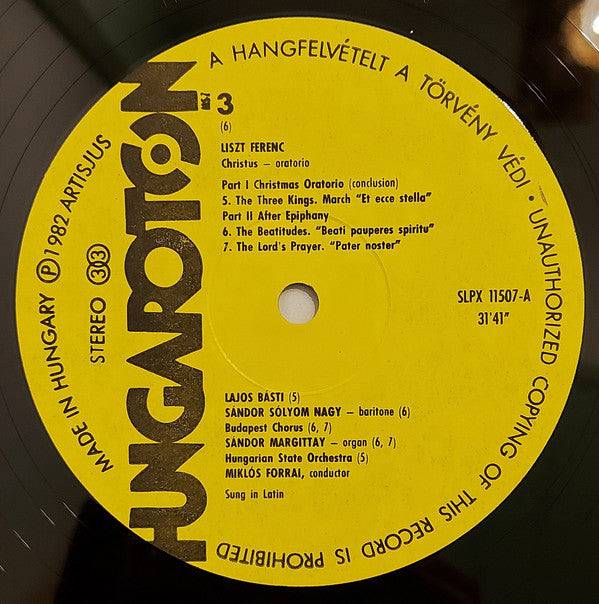 A HANGFELVÉTELT A TÖRVÉNY VÉDI · UNAUTHORIZED COPYING OF THIS RECORD IS PROHIBITED
MADE IN HUNGARY Ⓟ 1982 ARTISJUS
STEREO 33
HUNGAROTON
3
(6)
LISZT FERENC
Christus – oratorio
Part I Christmas Oratorio (conclusion)
5. The Three Kings. March "Et ecce stella"
Part II After Epiphany
6. The Beatitudes. "Beati pauperes spiritu"
7. The Lord's Prayer. "Pater noster"
SLPX 11507-A
31'41"
LAJOS BÁSTI (5)
SÁNDOR SÓLYOM NAGY – baritone (6)
Budapest Chorus (6, 7)
SÁNDOR MARGITTAY – organ (6, 7)
Hungarian State Orchestra (5)
MIKLÓS FORRAI, conductor
Sung in Latin